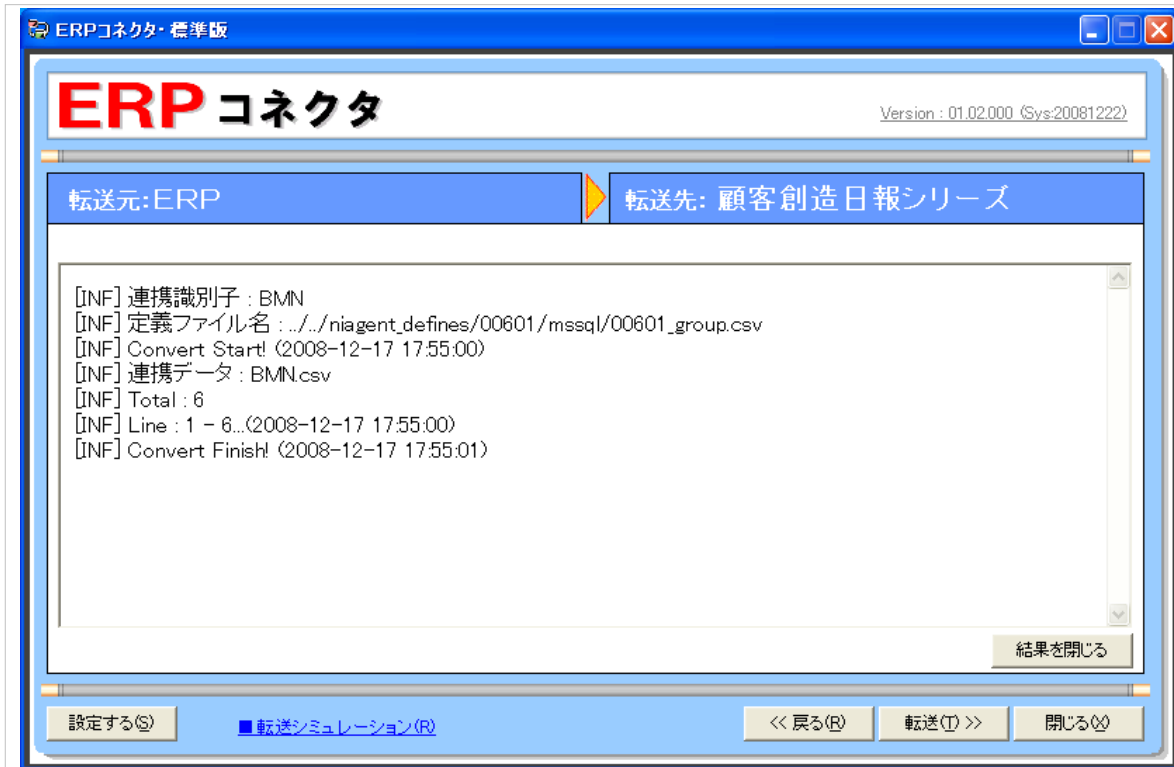 ERPコネクタ・標準版
ERPコネクタ
Version : 01.02.000 (Sys:20081222)
転送元:ERP
転送先: 顧客創造日報シリーズ
[INF] 連携識別子 : BMN
[INF] 定義ファイル名 : ../../niagent_defines/00601/mssql/00601_group.csv
[INF] Convert Start! (2008-12-17 17:55:00)
[INF] 連携データ : BMN.csv
[INF] Total : 6
[INF] Line : 1 - 6...(2008-12-17 17:55:00)
[INF] Convert Finish! (2008-12-17 17:55:01)
結果を閉じる
設定する(S)
■転送シミュレーション(R)
<< 戻る(R)
転送(T) >>
閉じる(X)